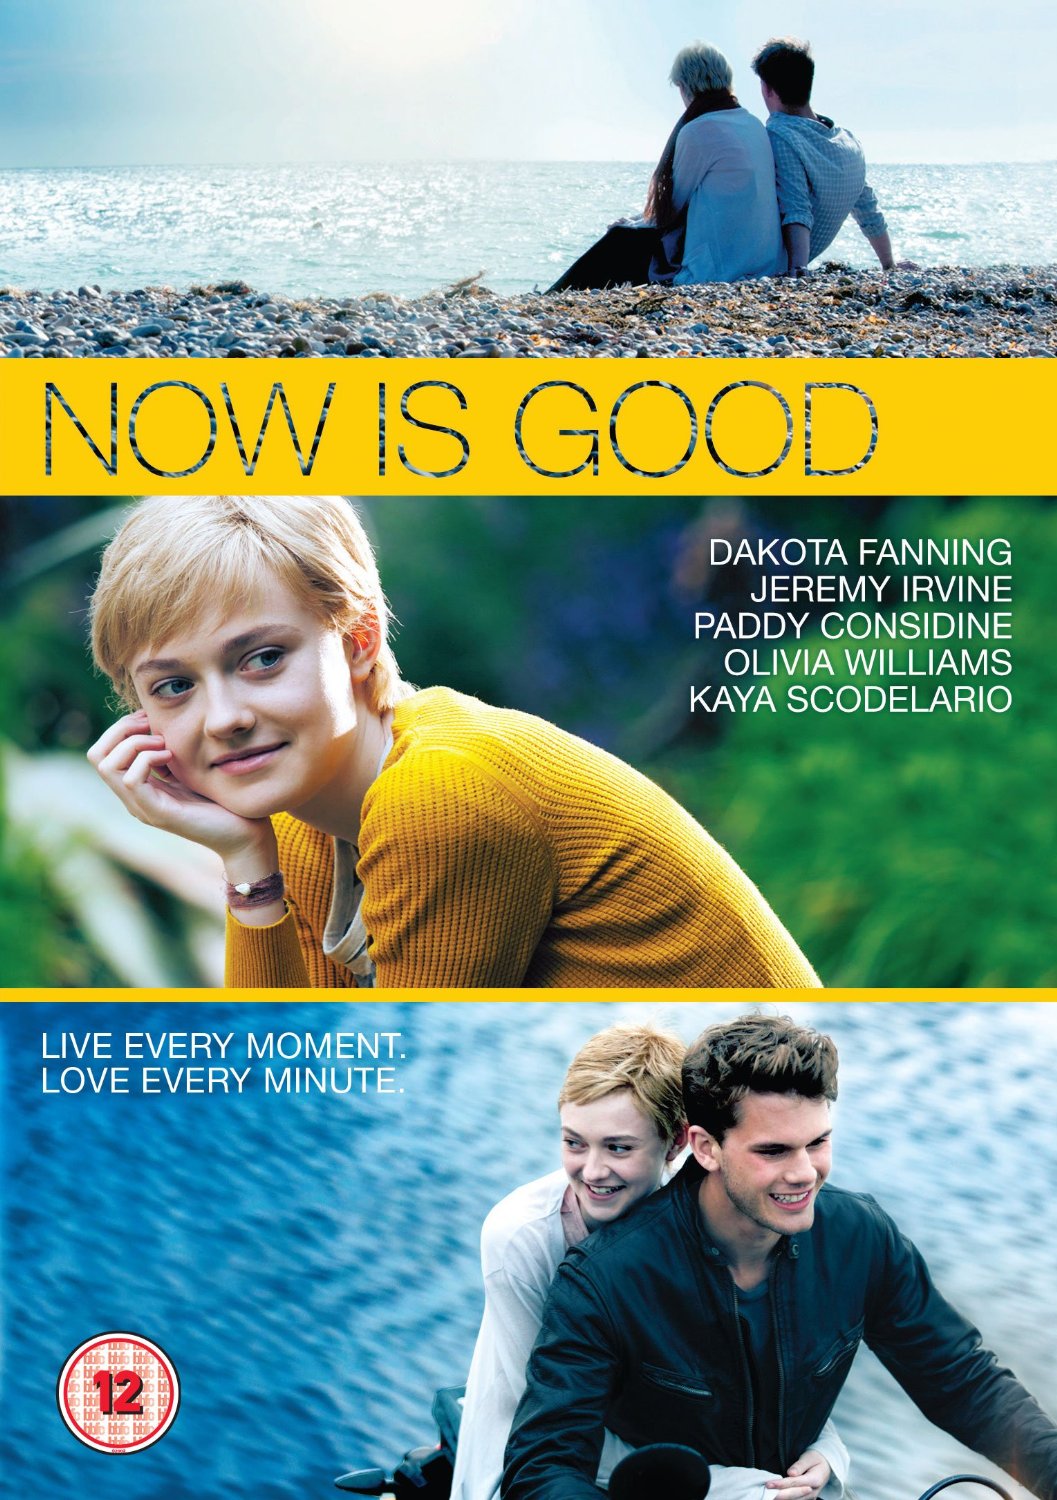 NOW IS GOOD
DAKOTA FANNING
JEREMY IRVINE
PADDY CONSIDINE
OLIVIA WILLIAMS
KAYA SCODELARIO
LIVE EVERY MOMENT.
LOVE EVERY MINUTE.
12